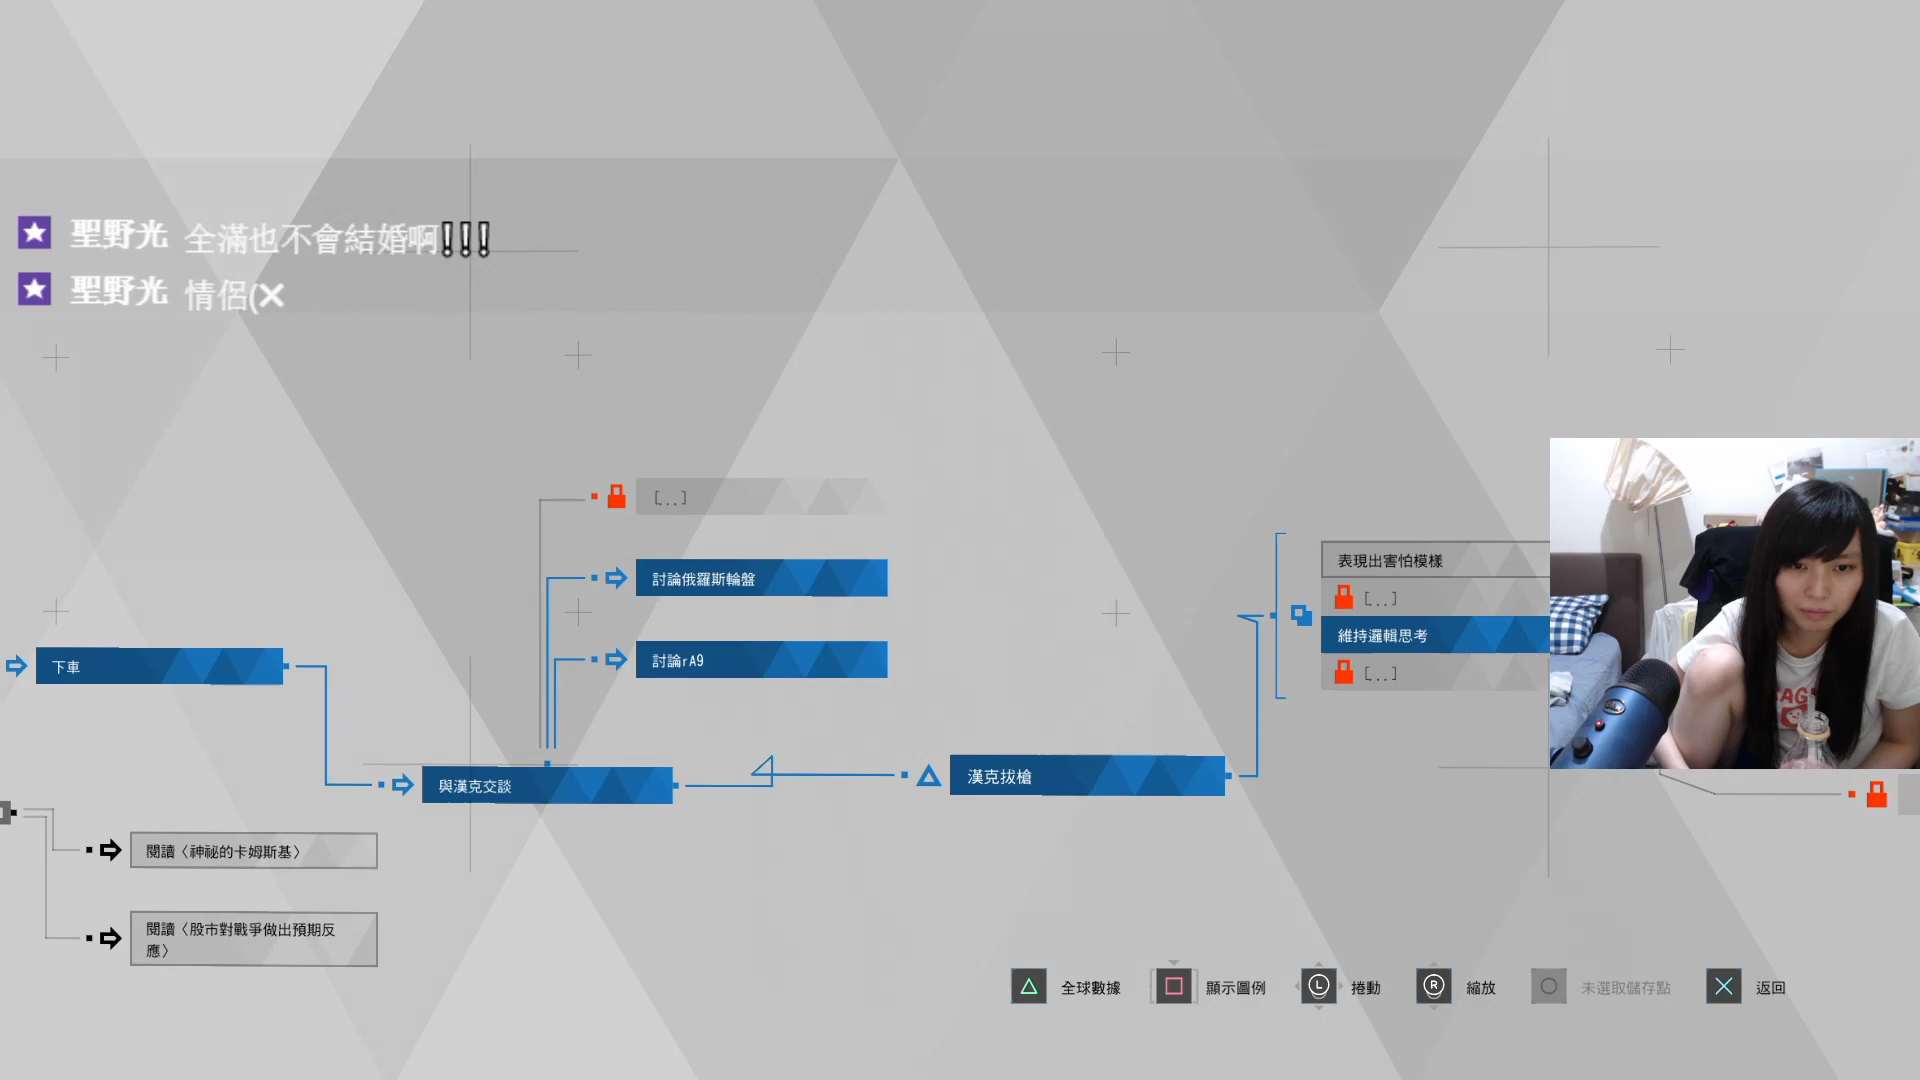 聖野光 全滿也不會結婚啊!!!
聖野光 情侶(✕
[...]
討論俄羅斯輪盤
討論rA9
表現出害怕模樣
[...]
維持邏輯思考
[...]
下車
與漢克交談
漢克拔槍
閱讀〈神祕的卡姆斯基〉
閱讀〈股市對戰爭做出預期反
應〉
全球數據
顯示圖例
L 捲動
R 縮放
未選取儲存點
返回